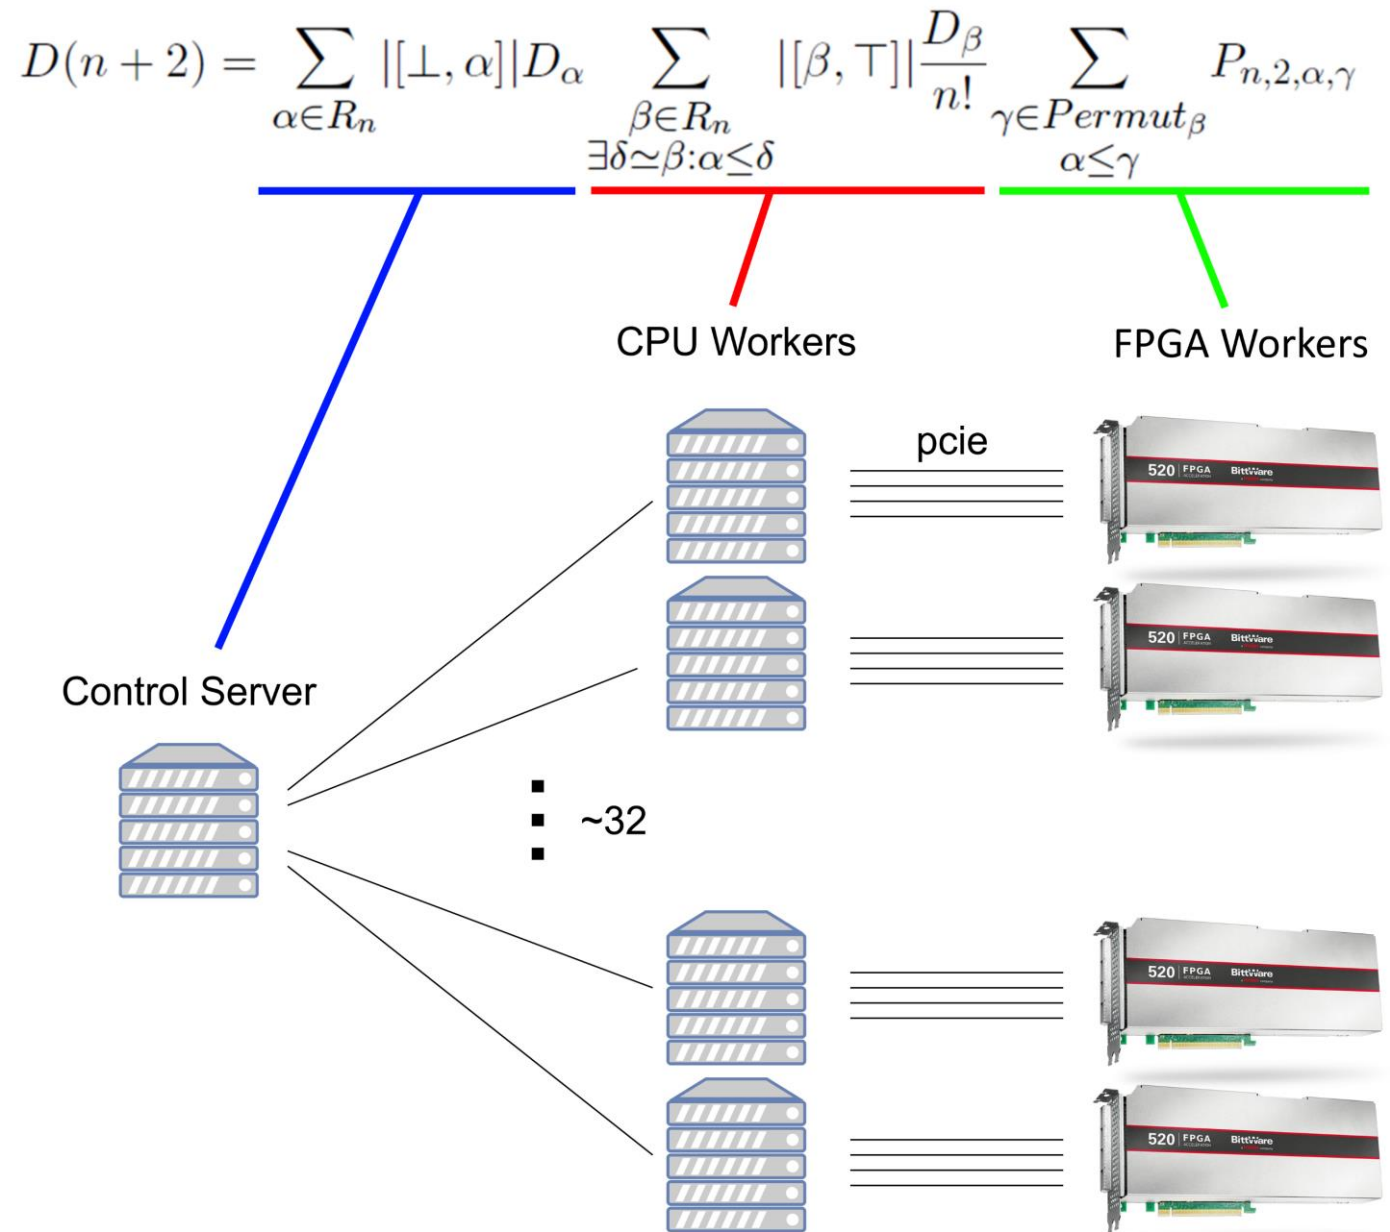 D(n + 2) = ∑ |[⊥, α]|D_α ∑ |[β, ⊤]| D_β/n! ∑ P_{n,2,α,γ}
α∈R_n β∈R_n γ∈Permut_β
∃δ≃β:α≤δ α≤γ
CPU Workers FPGA Workers
pcie
520 FPGA BittWare
520 FPGA BittWare
Control Server
~32
520 FPGA BittWare
520 FPGA BittWare